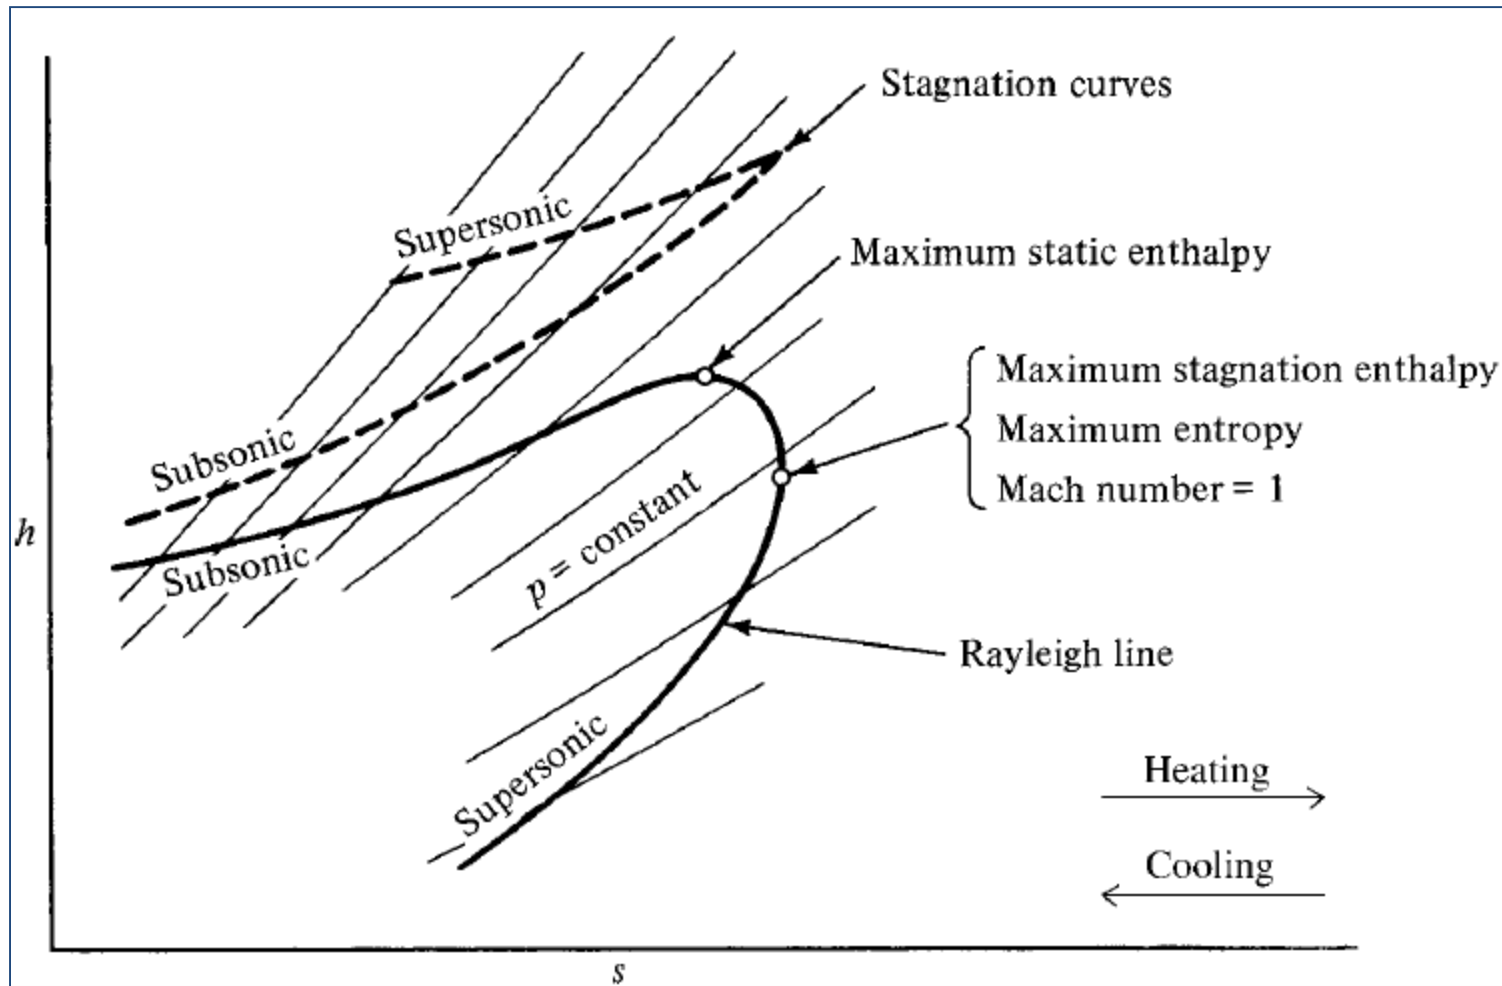 Stagnation curves
Supersonic
Maximum static enthalpy
Maximum stagnation enthalpy
Maximum entropy
Mach number = 1
Subsonic
h
p = constant
Subsonic
Rayleigh line
Supersonic
Heating
Cooling
s